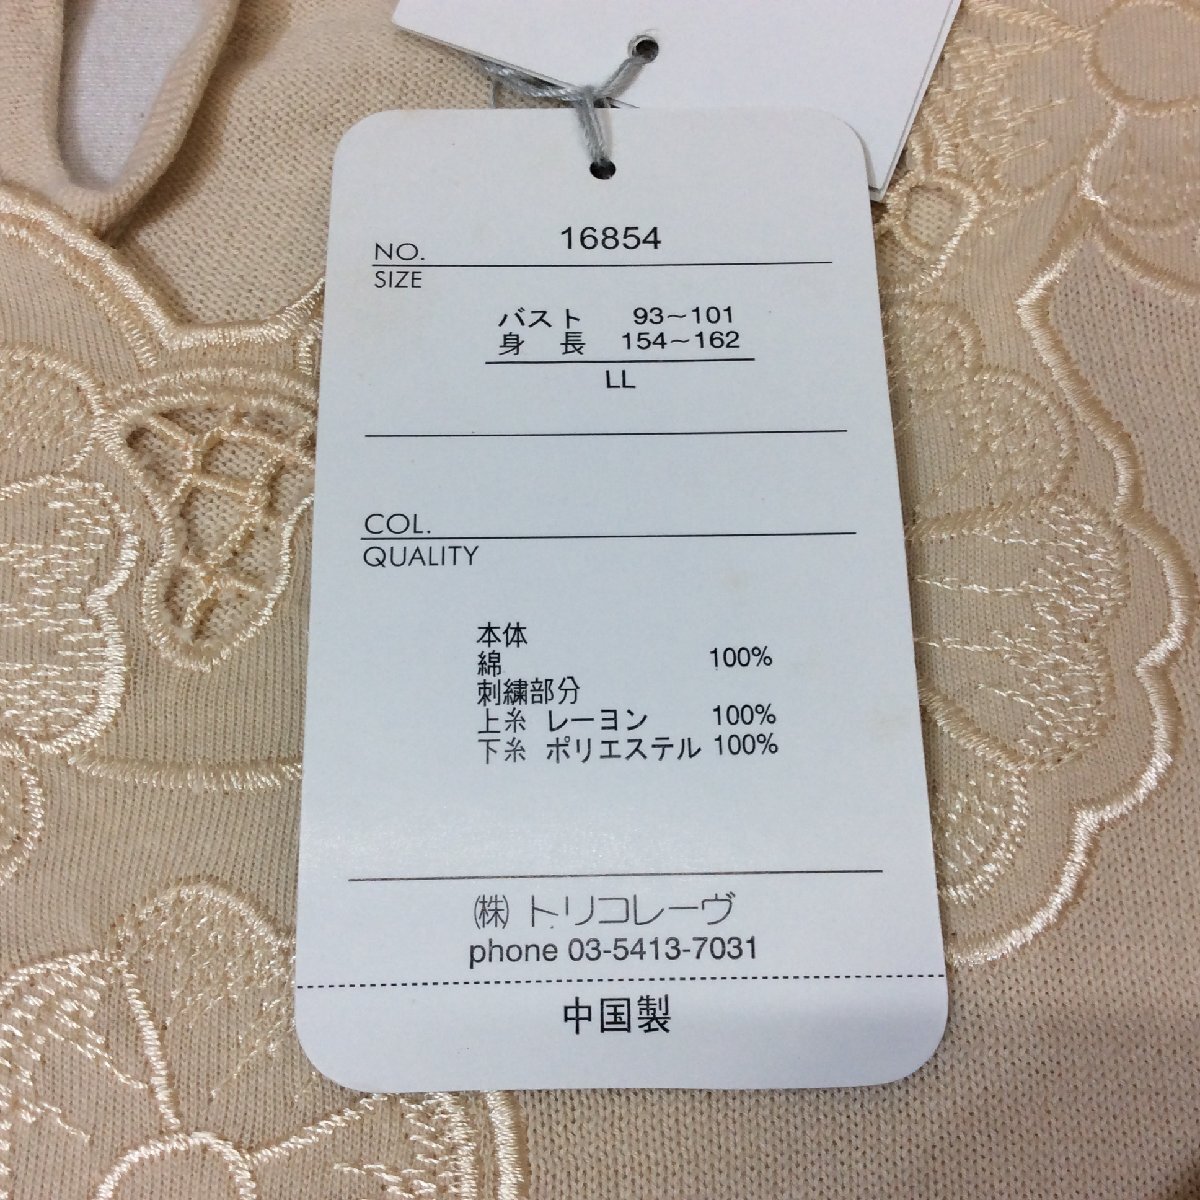 NO. 16854
SIZE
バスト 93～101
身 長 154～162
LL
COL.
QUALITY
本体
綿 100%
刺繍部分
上糸 レーヨン 100%
下糸 ポリエステル 100%
㈱トリコレーヴ
phone 03-5413-7031
中国製